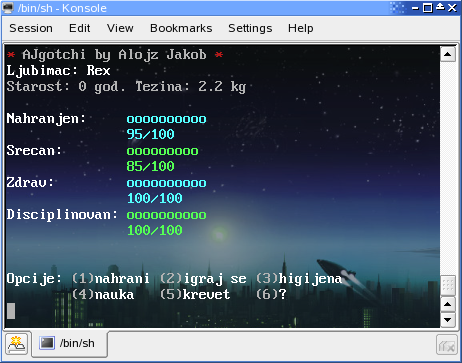 /bin/sh - Konsole
Session Edit View Bookmarks Settings Help
* AJgotchi by Alojz Jakob *
Ljubimac: Rex
Starost: 0 god. Tezina: 2.2 kg
Nahranjen: oooooooooo
95/100
Srecan: ooooooooo
85/100
Zdrav: oooooooooo
100/100
Disciplinovan: oooooooooo
100/100
Opcije: (1)nahrani (2)igraj se (3)higijena
(4)nauka (5)krevet (6)?
/bin/sh